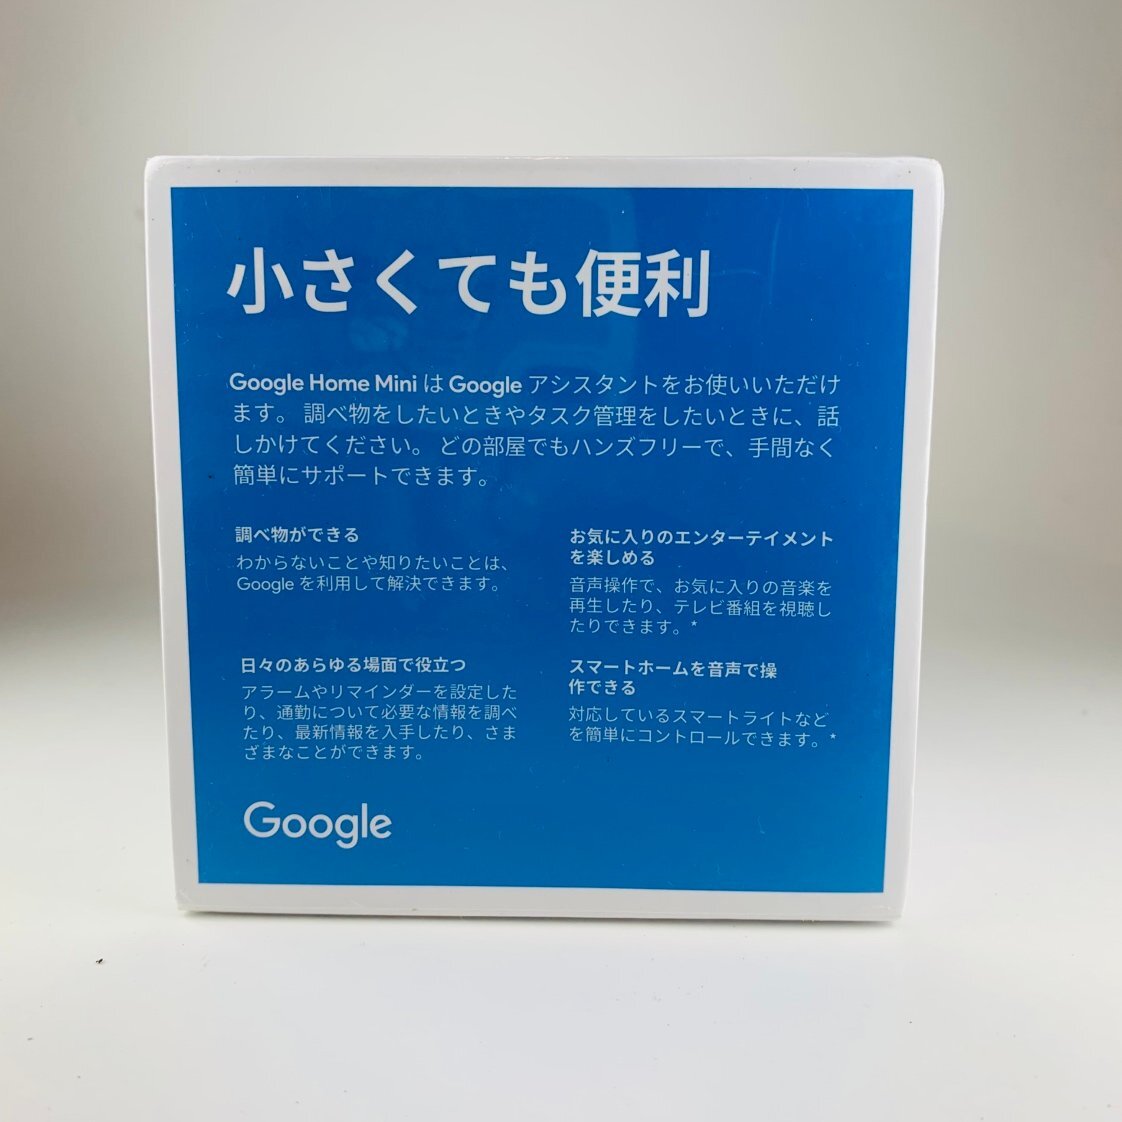 小さくても便利
Google Home Mini は Google アシスタントをお使いいただけ
ます。 調べ物をしたいときやタスク管理をしたいときに、話
しかけてください。 どの部屋でもハンズフリーで、手間なく
簡単にサポートできます。
調べ物ができる
わからないことや知りたいことは、
Google を利用して解決できます。
お気に入りのエンターテイメント
を楽しめる
音声操作で、お気に入りの音楽を
再生したり、テレビ番組を視聴し
たりできます。*
日々のあらゆる場面で役立つ
アラームやリマインダーを設定した
り、通勤について必要な情報を調べ
たり、最新情報を入手したり、さま
ざまなことができます。
スマートホームを音声で操
作できる
対応しているスマートライトなど
を簡単にコントロールできます。*
Google